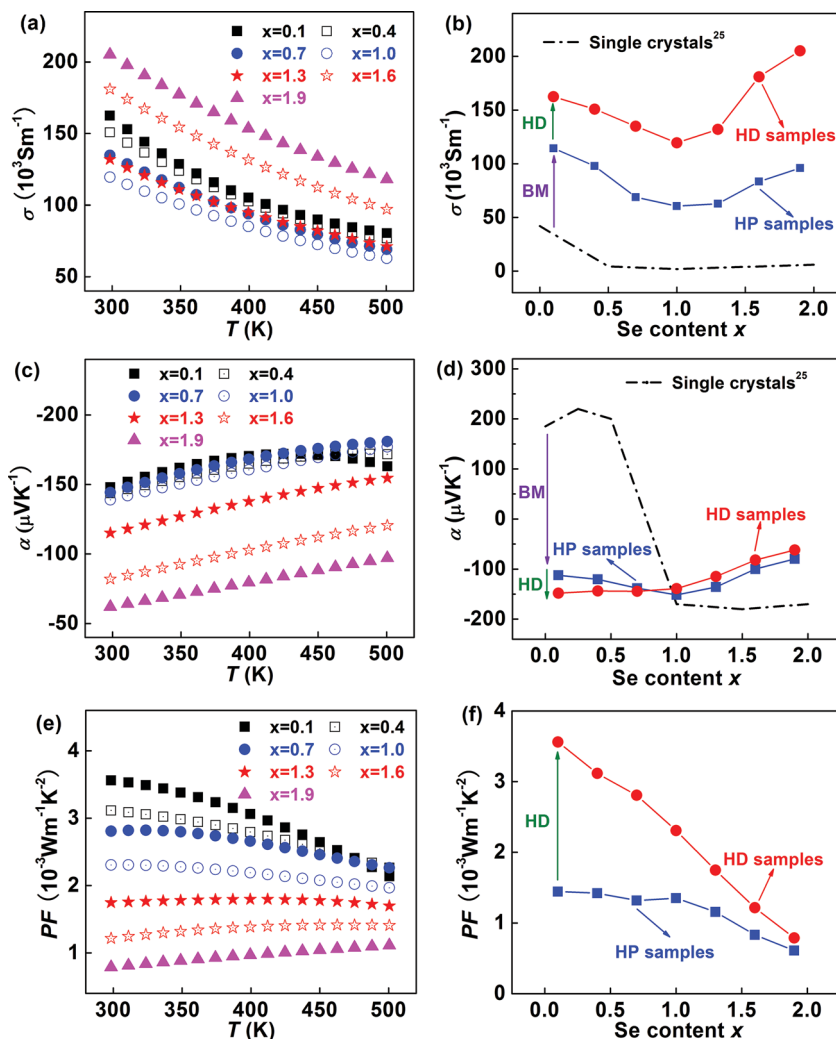 (a)
x=0.1 x=0.4
x=0.7 x=1.0
x=1.3 x=1.6
x=1.9
200
150
100
50
σ (10³Sm⁻¹)
300 350 400 450 500
T (K)
(b)
Single crystals²⁵
200
150
100
50
0
σ (10³Sm⁻¹)
HD
BM
HD samples
HP samples
0.0 0.5 1.0 1.5 2.0
Se content x
(c)
x=0.1 x=0.4
x=0.7 x=1.0
x=1.3 x=1.6
x=1.9
-200
-150
-100
-50
α (μVK⁻¹)
300 350 400 450 500
T (K)
(d)
Single crystals²⁵
300
200
100
0
-100
-200
α (μVK⁻¹)
BM
HD
HD samples
HP samples
0.0 0.5 1.0 1.5 2.0
Se content x
(e)
x=0.1 x=0.4
x=0.7 x=1.0
x=1.3 x=1.6
x=1.9
4
3
2
1
PF (10⁻³Wm⁻¹K⁻²)
300 350 400 450 500
T (K)
(f)
4
3
2
1
0
PF (10⁻³Wm⁻¹K⁻²)
HD
HD samples
HP samples
0.0 0.5 1.0 1.5 2.0
Se content x